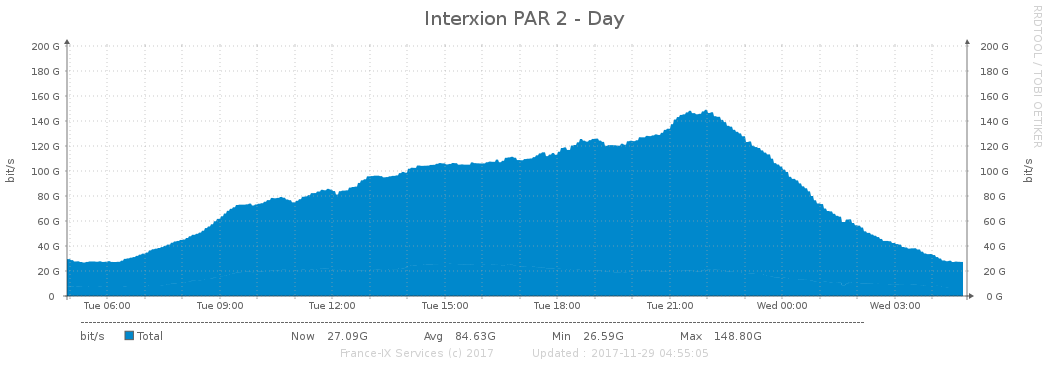 Interxion PAR 2 - Day
RRDTOOL / TOBI OETIKER
200 G 200 G
180 G 180 G
160 G 160 G
140 G 140 G
120 G 120 G
100 G 100 G
80 G 80 G
60 G 60 G
40 G 40 G
20 G 20 G
0 0 G
bit/s bit/s
Tue 06:00 Tue 09:00 Tue 12:00 Tue 15:00 Tue 18:00 Tue 21:00 Wed 00:00 Wed 03:00
bit/s Total Now 27.09G Avg 84.63G Min 26.59G Max 148.80G
France-IX Services (c) 2017 Updated : 2017-11-29 04:55:05